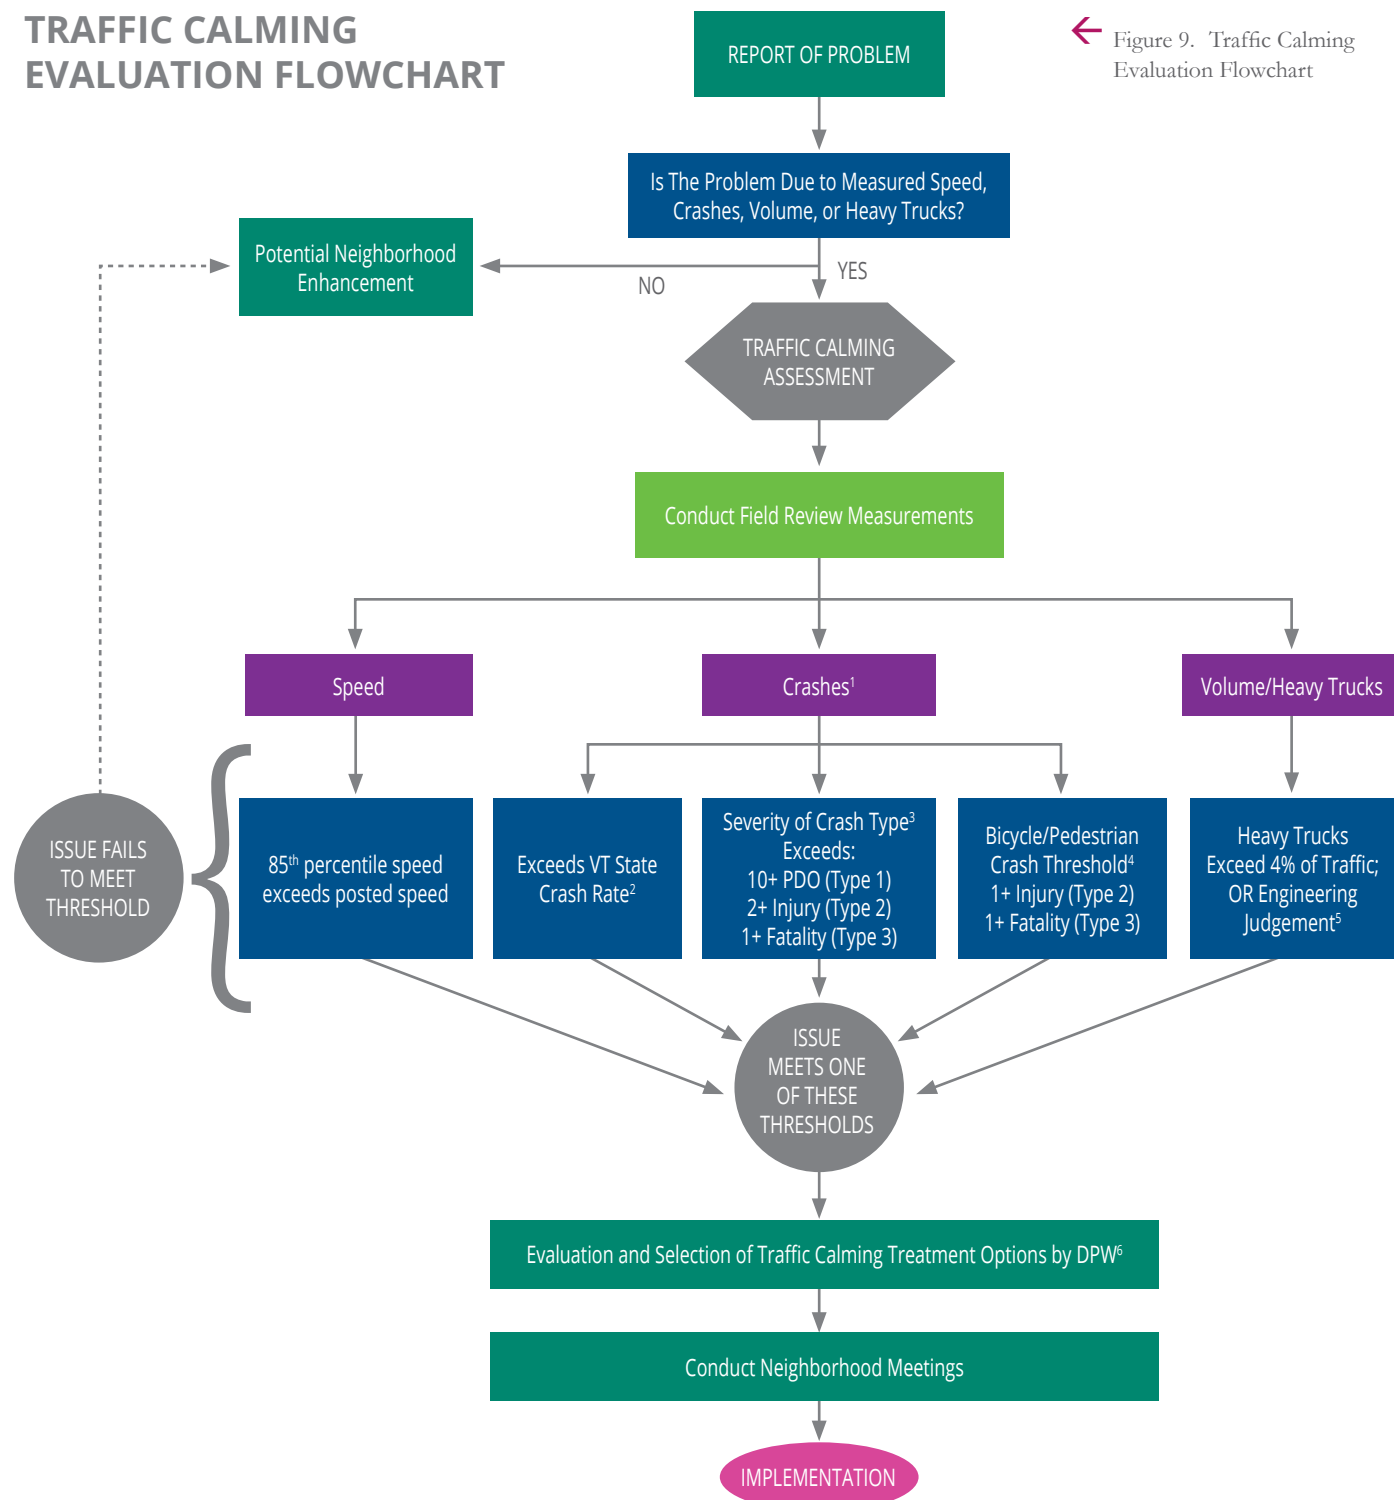 TRAFFIC CALMING
EVALUATION FLOWCHART
REPORT OF PROBLEM
← Figure 9. Traffic Calming
Evaluation Flowchart
Is The Problem Due to Measured Speed,
Crashes, Volume, or Heavy Trucks?
Potential Neighborhood
Enhancement
NO
YES
TRAFFIC CALMING
ASSESSMENT
Conduct Field Review Measurements
Speed
Crashes¹
Volume/Heavy Trucks
ISSUE FAILS
TO MEET
THRESHOLD
85th percentile speed
exceeds posted speed
Exceeds VT State
Crash Rate²
Severity of Crash Type³
Exceeds:
10+ PDO (Type 1)
2+ Injury (Type 2)
1+ Fatality (Type 3)
Bicycle/Pedestrian
Crash Threshold⁴
1+ Injury (Type 2)
1+ Fatality (Type 3)
Heavy Trucks
Exceed 4% of Traffic;
OR Engineering
Judgement⁵
ISSUE
MEETS ONE
OF THESE
THRESHOLDS
Evaluation and Selection of Traffic Calming Treatment Options by DPW⁶
Conduct Neighborhood Meetings
IMPLEMENTATION